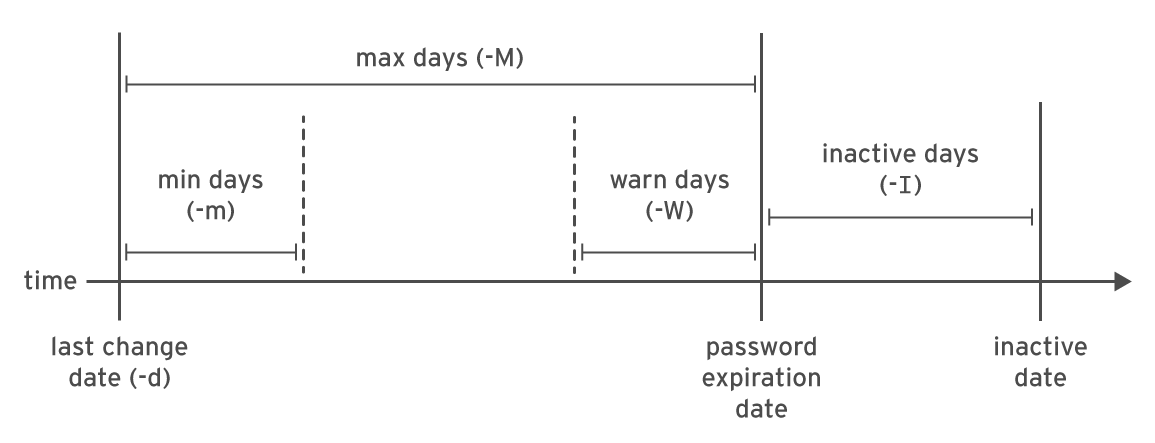 max days (-M)
min days
(-m)
warn days
(-W)
inactive days
(-I)
time
last change
date (-d)
password
expiration
date
inactive
date